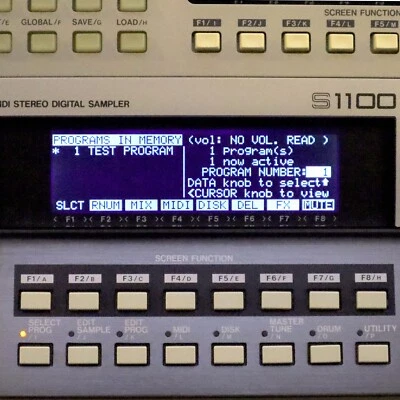 GLOBAL/F SAVE/G LOAD/H
SCREEN FUNCTION
F1/I F2/J F3/K F4/L F5/M
MIDI STEREO DIGITAL SAMPLER
S1100
PROGRAMS IN MEMORY (vol: NO VOL. READ )
* 1 TEST PROGRAM 1 Program(s)
1 now active
PROGRAM NUMBER: 1
DATA knob to select
<CURSOR knob to view
SLCT RNUM MIX MIDI DISK DEL FX MUTE
< F1 >< F2 >< F3 >< F4 >< F5 >< F6 >< F7 >< F8 >
SCREEN FUNCTION
F1/A F2/B F3/C F4/D F5/E F6/F F7/G F8/H
SELECT PROG /I EDIT SAMPLE /J EDIT PROG /K MIDI /L DISK /M MASTER TUNE /N DRUM /O UTILITY /P